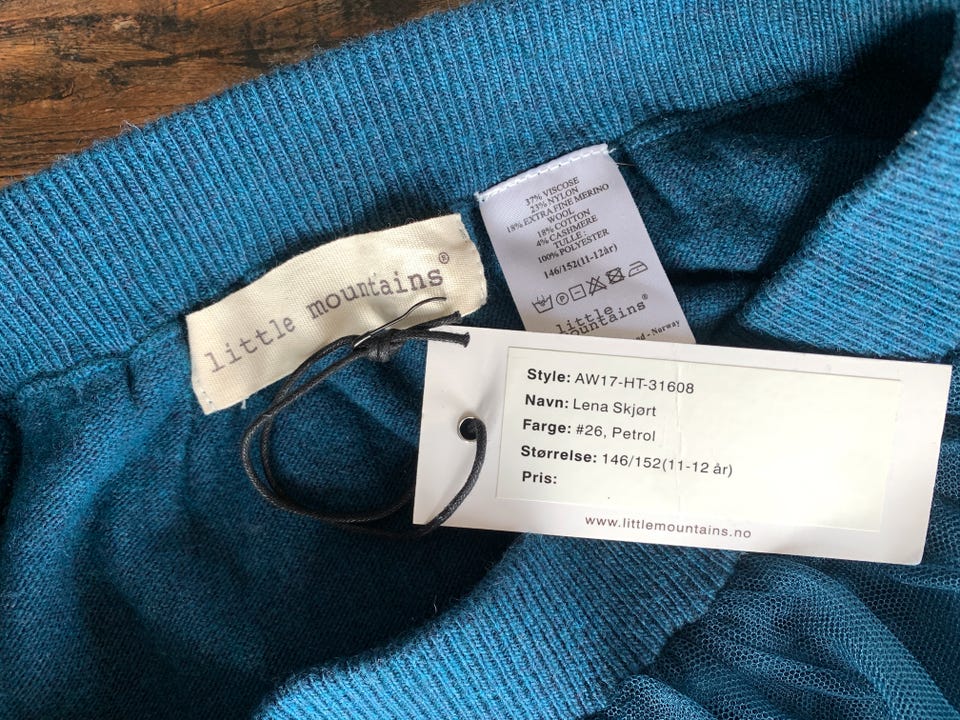 little mountains®
37% VISCOSE
23% NYLON
18% EXTRA FINE MERINO
WOOL
18% COTTON
4% CASHMERE
TULLE :
100% POLYESTER
146/152(11-12år)
little
mountains®
- Norway
Style: AW17-HT-31608
Navn: Lena Skjørt
Farge: #26, Petrol
Størrelse: 146/152(11-12 år)
Pris:
www.littlemountains.no